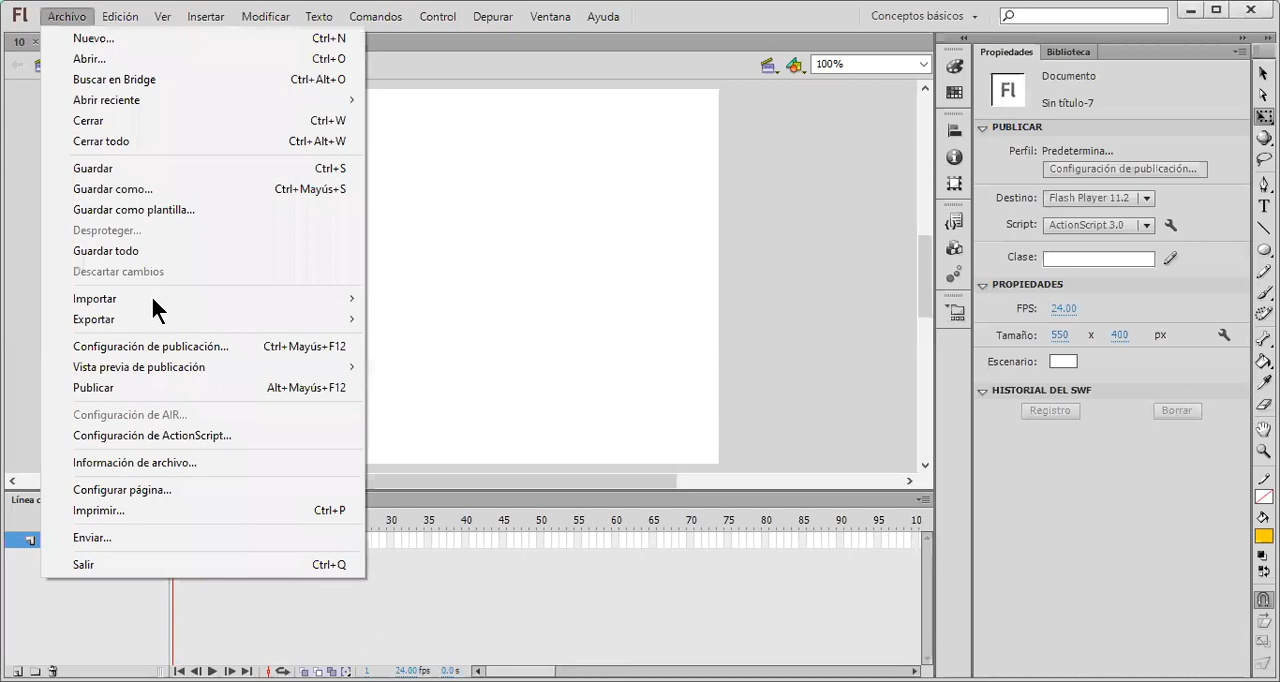 Fl Archivo Edición Ver Insertar Modificar Texto Comandos Control Depurar Ventana Ayuda Conceptos básicos
10
100%
Nuevo... Ctrl+N
Abrir... Ctrl+O
Buscar en Bridge Ctrl+Alt+O
Abrir reciente
Cerrar Ctrl+W
Cerrar todo Ctrl+Alt+W
Guardar Ctrl+S
Guardar como... Ctrl+Mayús+S
Guardar como plantilla...
Desproteger...
Guardar todo
Descartar cambios
Importar
Exportar
Configuración de publicación... Ctrl+Mayús+F12
Vista previa de publicación
Publicar Alt+Mayús+F12
Configuración de AIR...
Configuración de ActionScript...
Información de archivo...
Configurar página...
Imprimir... Ctrl+P
Enviar...
Salir Ctrl+Q
Propiedades Biblioteca
Fl
Documento
Sin título-7
PUBLICAR
Perfil: Predetermina...
Configuración de publicación...
Destino: Flash Player 11.2
Script: ActionScript 3.0
Clase:
PROPIEDADES
FPS: 24.00
Tamaño: 550 x 400 px
Escenario:
HISTORIAL DEL SWF
Registro Borrar
30 35 40 45 50 55 60 65 70 75 80 85 90 95 10
1 24.00 fps 0.0 s